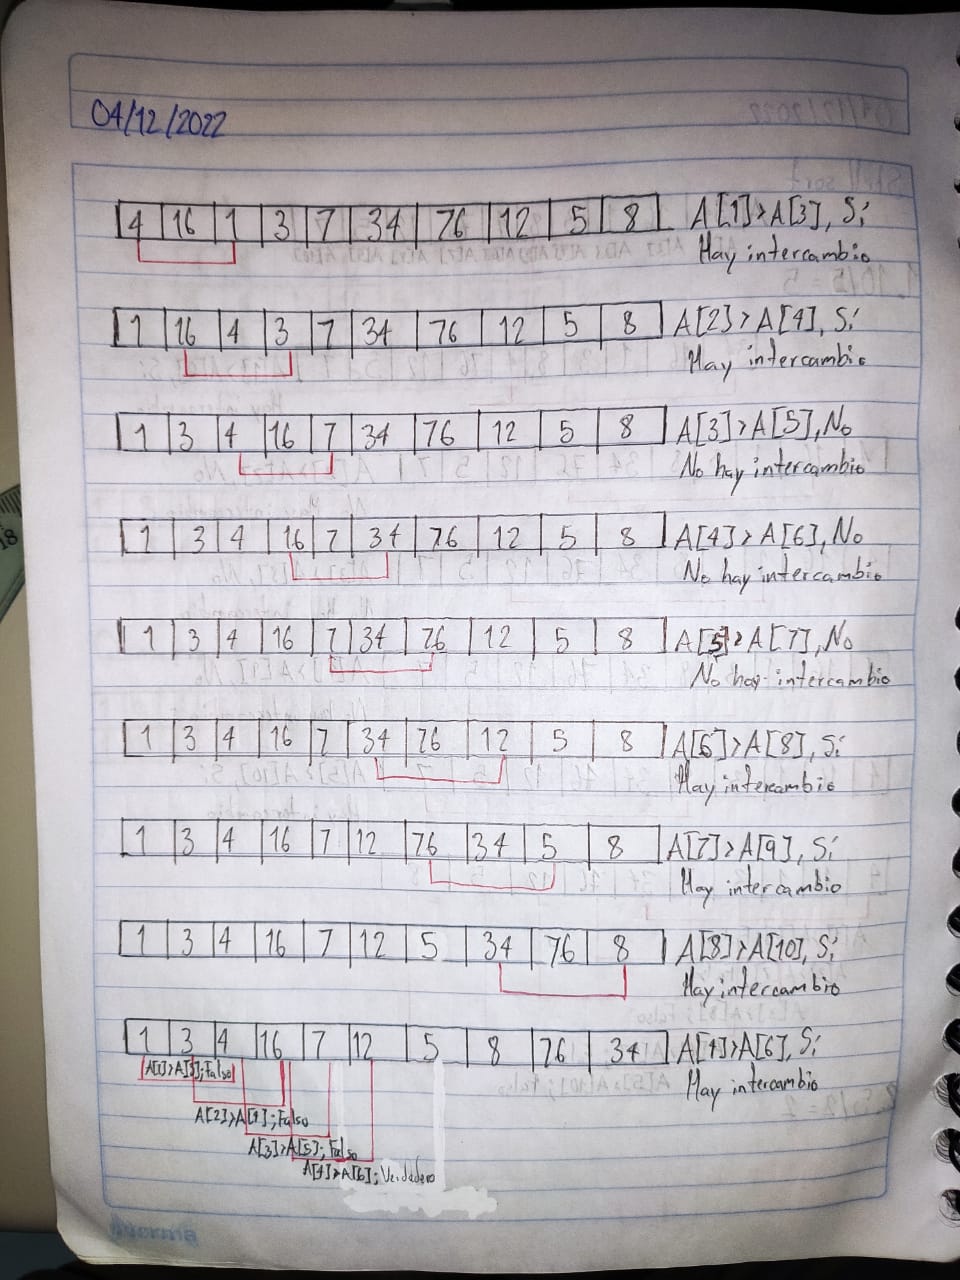 04/12/2022
4 16 1 3 7 34 76 12 5 8 A[1]>A[3], Si
Hay intercambio
1 16 4 3 7 34 76 12 5 8 A[2]>A[4], Si
Hay intercambio
1 3 4 16 7 34 76 12 5 8 A[3]>A[5], No
No hay intercambio
1 3 4 16 7 34 76 12 5 8 A[4]>A[6], No
No hay intercambio
1 3 4 16 7 34 76 12 5 8 A[5]>A[7], No
No hay intercambio
1 3 4 16 7 34 76 12 5 8 A[6]>A[8], Si
Hay intercambio
1 3 4 16 7 12 76 34 5 8 A[7]>A[9], Si
Hay intercambio
1 3 4 16 7 12 5 34 76 8 A[8]>A[10], Si
Hay intercambio
1 3 4 16 7 12 5 8 76 34 A[4]>A[6], Si
Hay intercambio
A[1]>A[3]; Falso
A[2]>A[4]; Falso
A[3]>A[5]; Falso
A[4]>A[6]; Verdadero
18